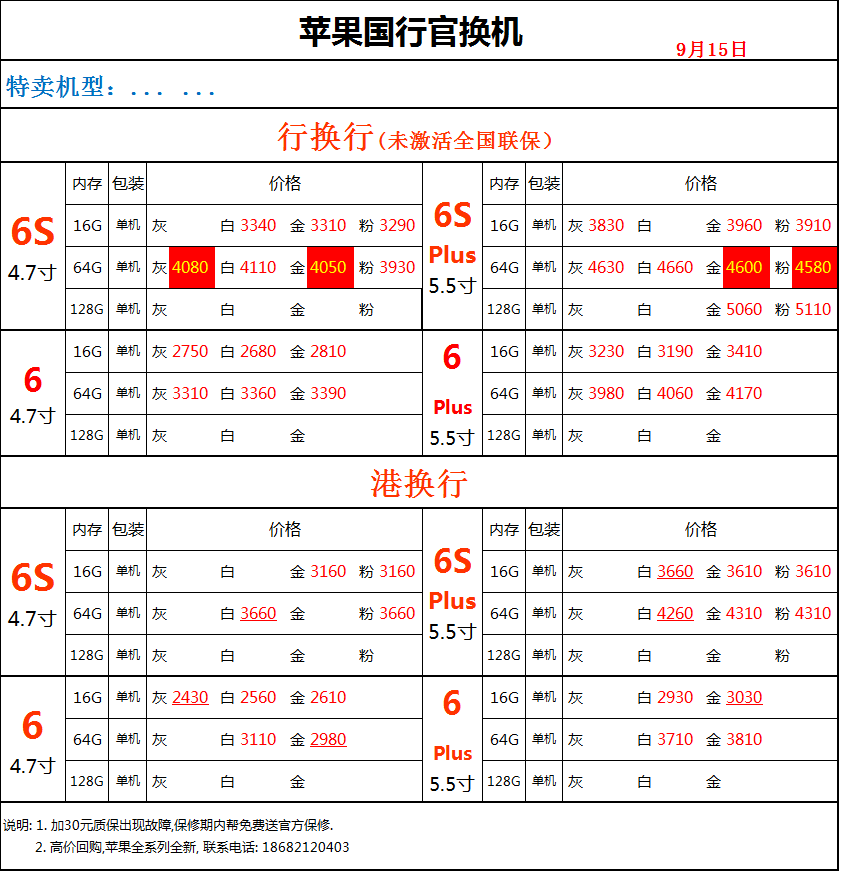 苹果国行官换机
9月15日
特卖机型：... ...
行换行(未激活全国联保）
6S 4.7寸 内存 包装 价格 6S Plus 5.5寸 内存 包装 价格
16G 单机 灰 白 3340 金 3310 粉 3290 16G 单机 灰 3830 白 金 3960 粉 3910
64G 单机 灰 4080 白 4110 金 4050 粉 3930 64G 单机 灰 4630 白 4660 金 4600 粉 4580
128G 单机 灰 白 金 粉 128G 单机 灰 白 金 5060 粉 5110
6 4.7寸 16G 单机 灰 2750 白 2680 金 2810 6 Plus 5.5寸 16G 单机 灰 3230 白 3190 金 3410
64G 单机 灰 3310 白 3360 金 3390 64G 单机 灰 3980 白 4060 金 4170
128G 单机 灰 白 金 128G 单机 灰 白 金
港换行
6S 4.7寸 内存 包装 价格 6S Plus 5.5寸 内存 包装 价格
16G 单机 灰 白 金 3160 粉 3160 16G 单机 灰 白 3660 金 3610 粉 3610
64G 单机 灰 白 3660 金 粉 3660 64G 单机 灰 白 4260 金 4310 粉 4310
128G 单机 灰 白 金 粉 128G 单机 灰 白 金 粉
6 4.7寸 16G 单机 灰 2430 白 2560 金 2610 6 Plus 5.5寸 16G 单机 灰 白 2930 金 3030
64G 单机 灰 白 3110 金 2980 64G 单机 灰 白 3710 金 3810
128G 单机 灰 白 金 128G 单机 灰 白 金
说明: 1. 加30元质保出现故障,保修期内帮免费送官方保修.
2. 高价回购,苹果全系列全新, 联系电话: 18682120403